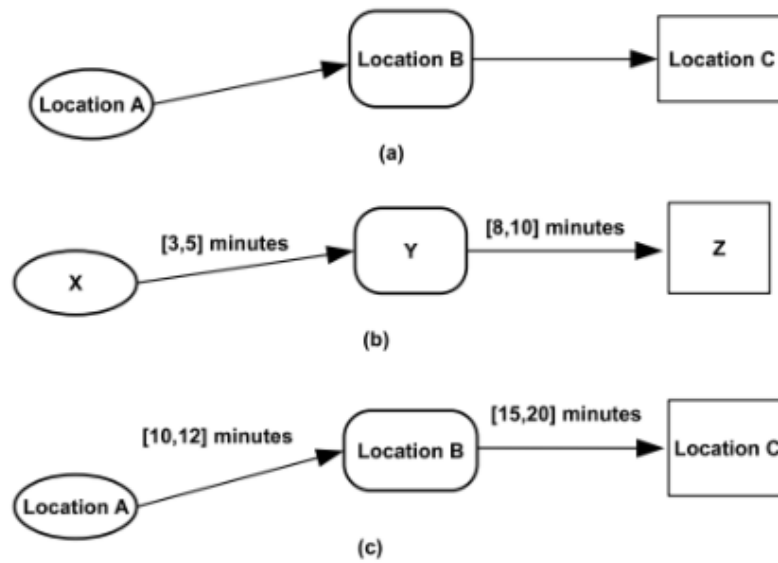 Location A
Location B
Location C
(a)
[3,5] minutes
[8,10] minutes
X
Y
Z
(b)
[10,12] minutes
[15,20] minutes
Location A
Location B
Location C
(c)